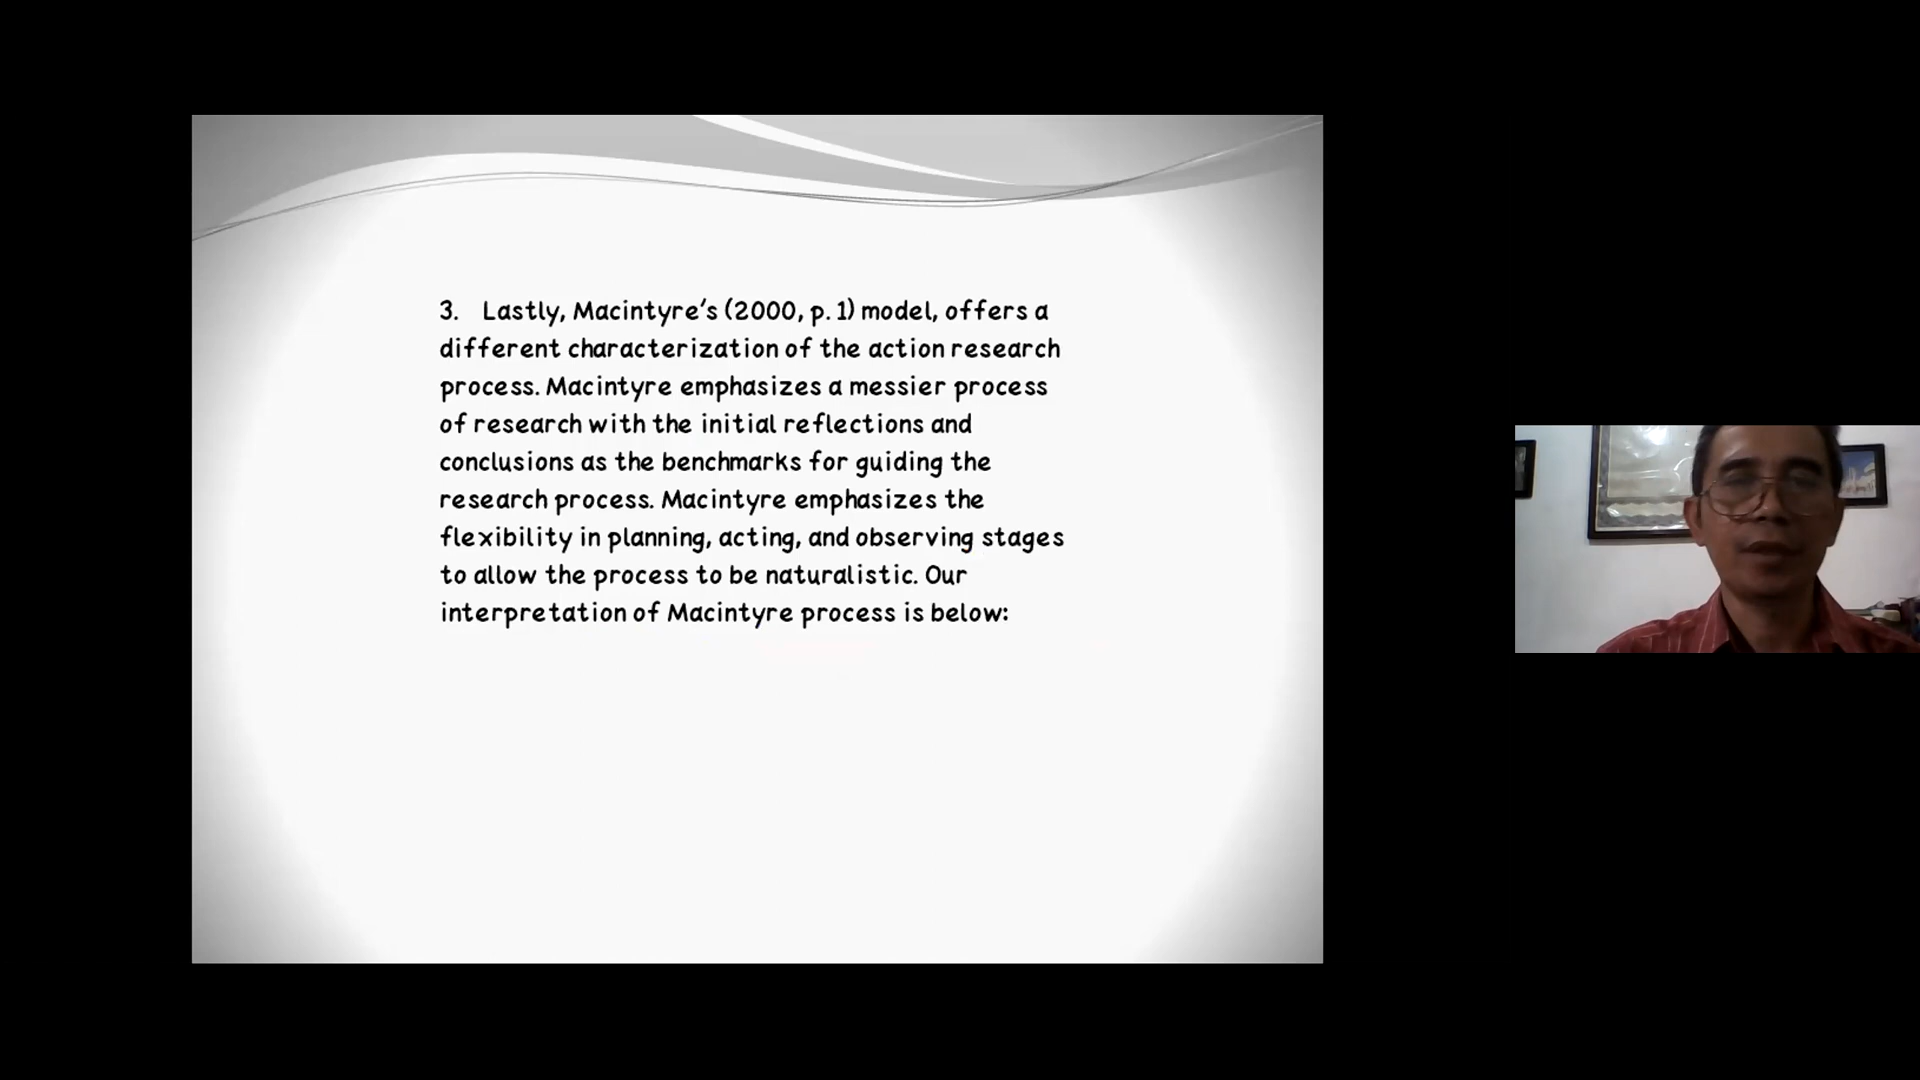 3. Lastly, Macintyre's (2000, p. 1) model, offers a
different characterization of the action research
process. Macintyre emphasizes a messier process
of research with the initial reflections and
conclusions as the benchmarks for guiding the
research process. Macintyre emphasizes the
flexibility in planning, acting, and observing stages
to allow the process to be naturalistic. Our
interpretation of Macintyre process is below: